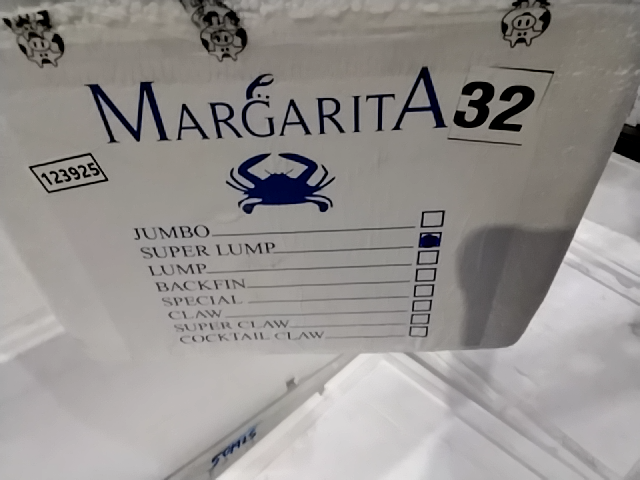 MARGARITA 32
123925
JUMBO
SUPER LUMP
LUMP
BACKFIN
SPECIAL
CLAW
SUPER CLAW
COCKTAIL CLAW